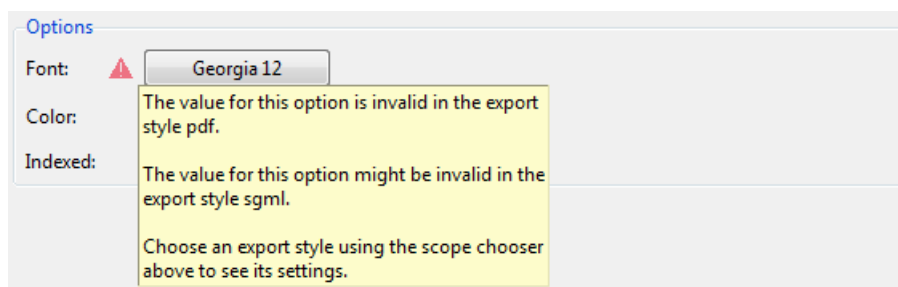 Options
Font:
Georgia 12
Color:
Indexed:
The value for this option is invalid in the export
style pdf.
The value for this option might be invalid in the
export style sgml.
Choose an export style using the scope chooser
above to see its settings.